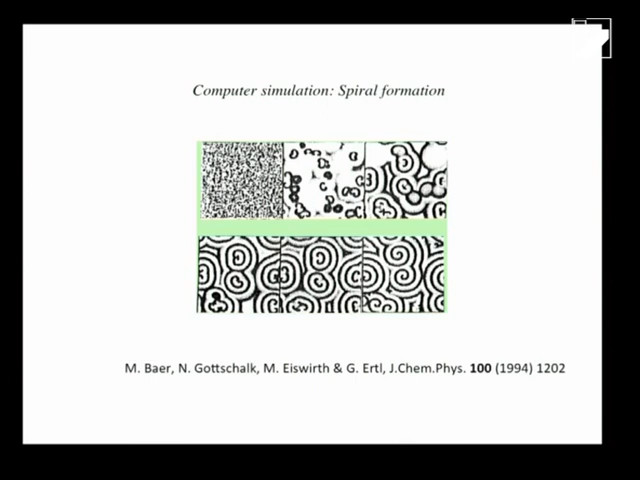 Computer simulation: Spiral formation
M. Baer, N. Gottschalk, M. Eiswirth & G. Ertl, J.Chem.Phys. 100 (1994) 1202